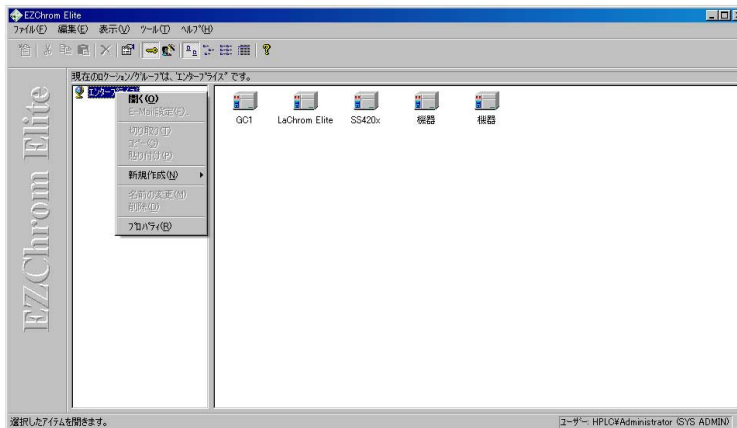 EZChrom Elite
ファイル(F) 編集(E) 表示(V) ツール(T) ヘルプ(H)
現在のロケーション/グループは、'エンタープライズ' です。
EZChrom Elite
開く(O)
E-Mail設定(E)...
切り取り(T)
コピー(C)
貼り付け(P)
新規作成(N)
名前の変更(M)
削除(D)
プロパティ(R)
GC1 LaChrom Elite SS420x 機器 機器
選択したアイテムを開きます。
ユーザー: HPLC¥Administrator (SYS ADMIN)